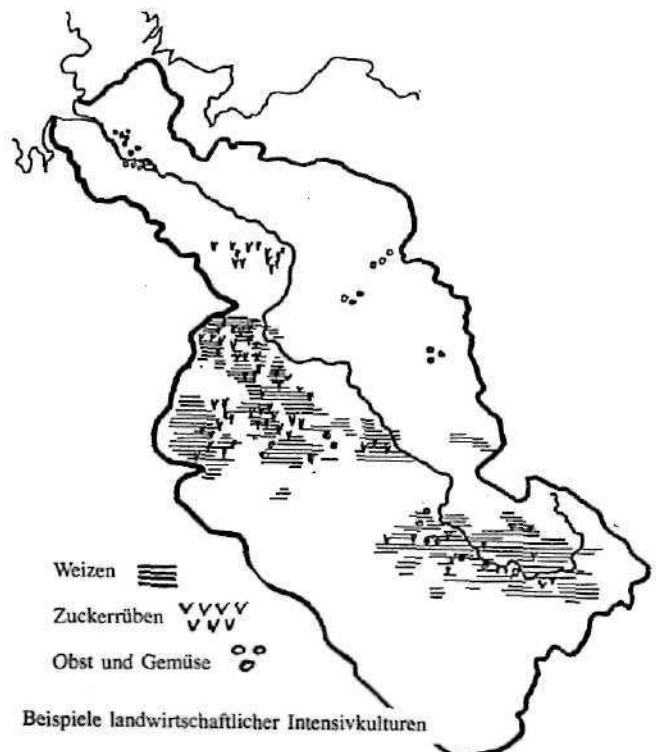 Weizen
Zuckerrüben
Obst und Gemüse
Beispiele landwirtschaftlicher Intensivkulturen